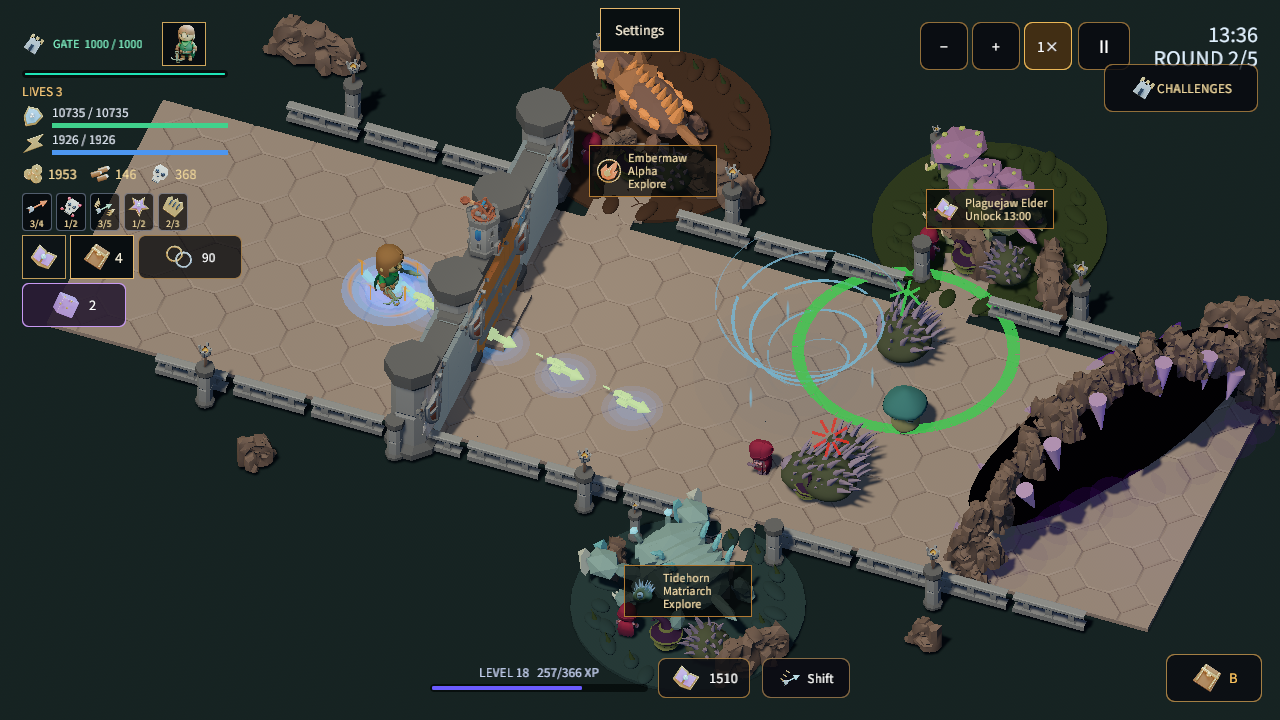 Settings
GATE 1000 / 1000
LIVES 3
10735 / 10735
1926 / 1926
1953
146
368
3/4
1/2
3/5
1/2
2/3
4
90
2
−
+
1×
13:36
ROUND 2/5
CHALLENGES
Embermaw
Alpha
Explore
Plaguejaw Elder
Unlock 13:00
Tidehorn
Matriarch
Explore
LEVEL 18 257/366 XP
1510
Shift
B